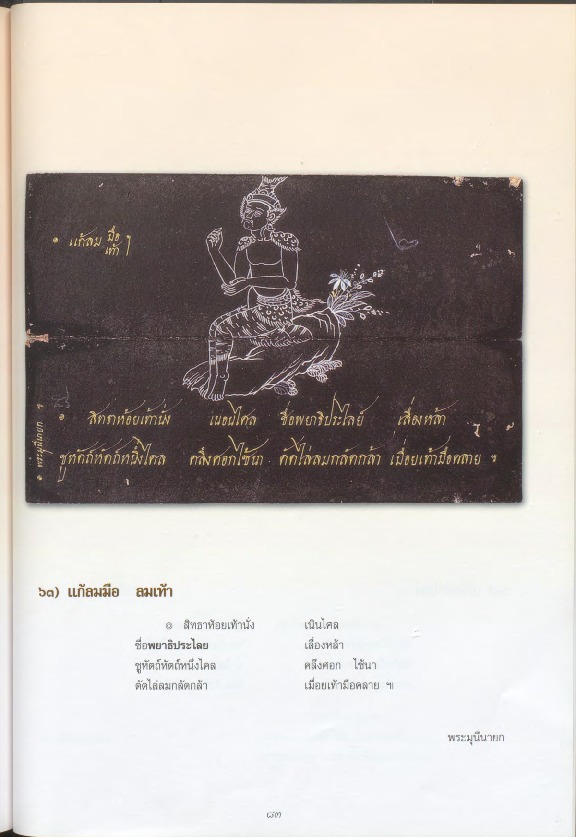 ๏ แก้ลม มือ เท้า ๆ
๏ สิทธาห้อยเท้านั่ง เนอนไศล ชื่อพยาธิประไลย์ เลื่องหล้า
ชูหัดถ์หัดถ์หนึ่งไคล คลึงศอก ไช้นา ดัดไล่ลมกลัดกล้า เมื่อยเท้ามือคลาย ฯ
๏ พระมุนีนายก ฯ
๖๓) แก้ลมมือ ลมเท้า
๏ สิทธาห้อยเท้านั่ง เนินไศล
ชื่อพยาธิประไลย เลื่องหล้า
ชูหัตถ์หัตถ์หนึ่งไคล คลึงศอก ไช้นา
ดัดไล่ลมกลัดกล้า เมื่อยเท้ามือคลาย ฯ
พระมุนีนายก
๘๓